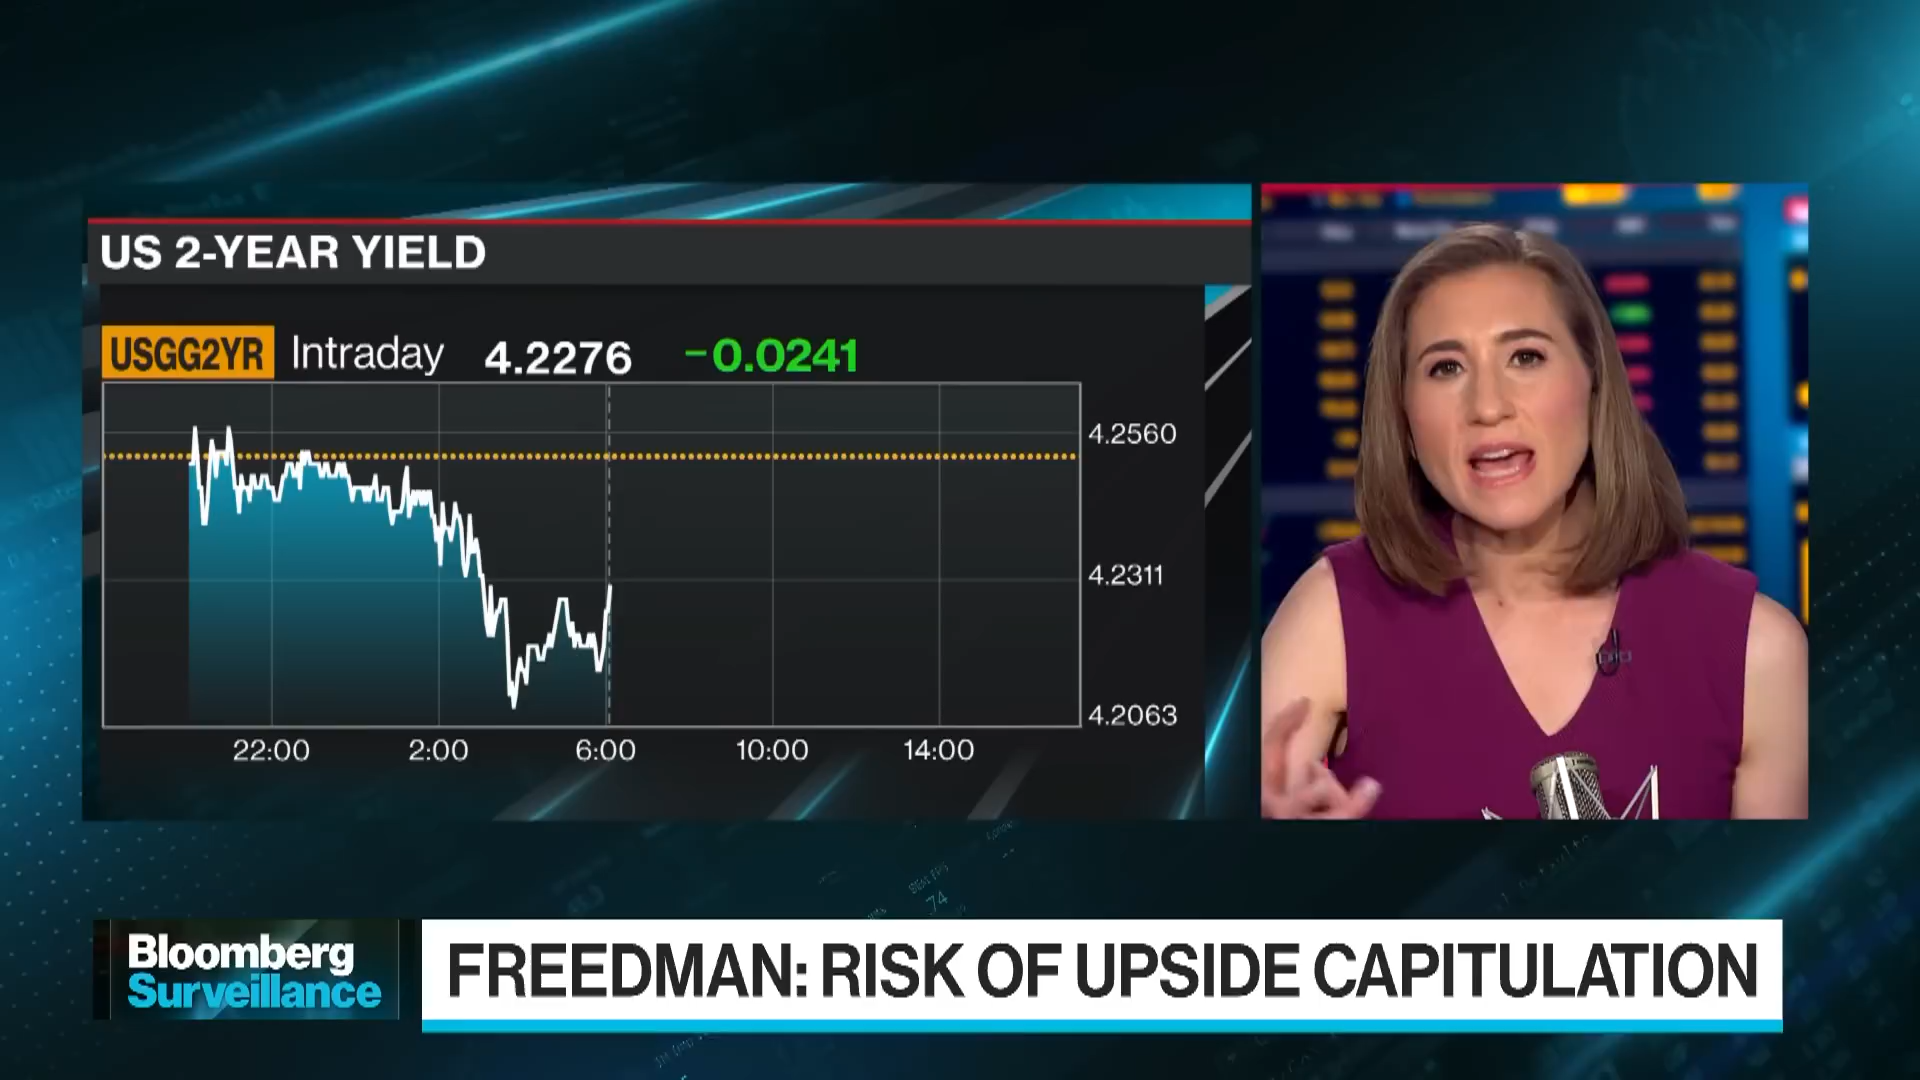 US 2-YEAR YIELD
USGG2YR Intraday 4.2276 -0.0241
4.2560
4.2311
4.2063
22:00 2:00 6:00 10:00 14:00
Bloomberg
Surveillance
FREEDMAN: RISK OF UPSIDE CAPITULATION